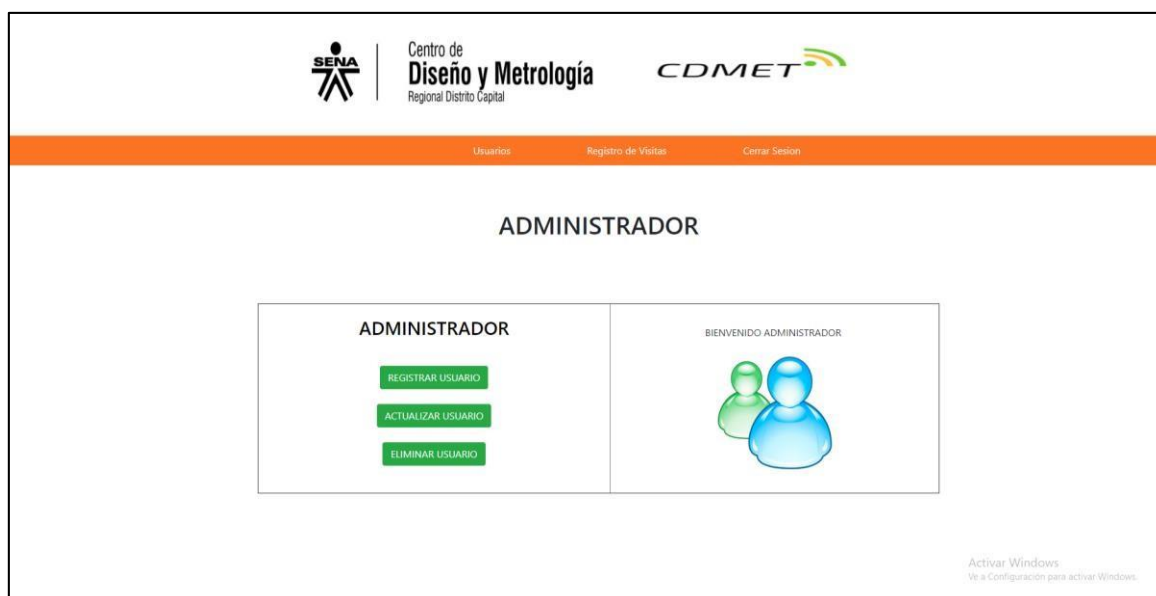 SENA
Centro de
Diseño y Metrología
Regional Distrito Capital
CDMET
Usuarios
Registro de Visitas
Cerrar Sesion
ADMINISTRADOR
ADMINISTRADOR
REGISTRAR USUARIO
ACTUALIZAR USUARIO
ELIMINAR USUARIO
BIENVENIDO ADMINISTRADOR
Activar Windows
Ve a Configuración para activar Windows.